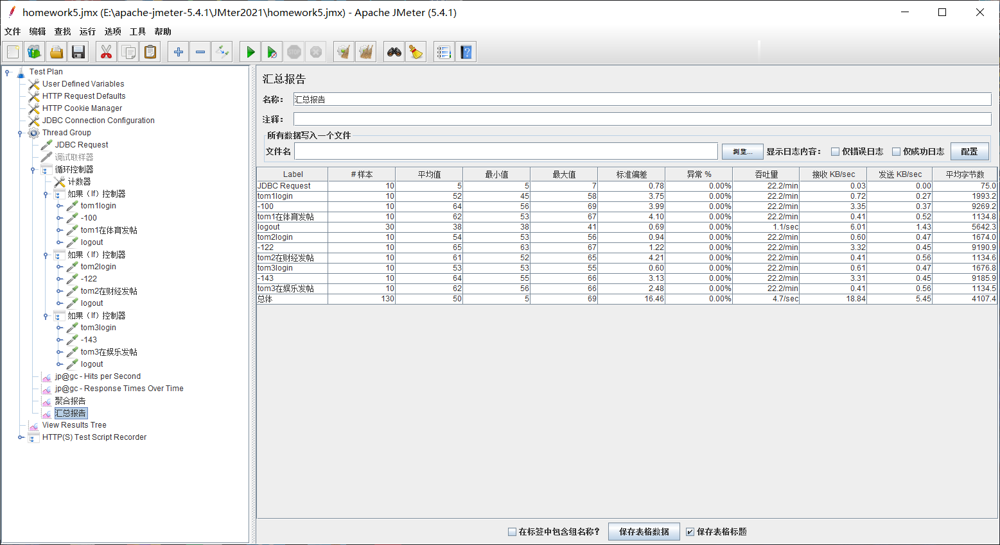 homework5.jmx (E:\apache-jmeter-5.4.1\JMter2021\homework5.jmx) - Apache JMeter (5.4.1)
文件 编辑 查找 运行 选项 工具 帮助
STOP
Test Plan
User Defined Variables
HTTP Request Defaults
HTTP Cookie Manager
JDBC Connection Configuration
Thread Group
JDBC Request
调试取样器
循环控制器
计数器
如果（If）控制器
tom1login
-100
tom1在体育发帖
logout
如果（If）控制器
tom2login
-122
tom2在财经发帖
logout
如果（If）控制器
tom3login
-143
tom3在娱乐发帖
logout
jp@gc - Hits per Second
jp@gc - Response Times Over Time
聚合报告
汇总报告
View Results Tree
HTTP(S) Test Script Recorder
汇总报告
名称： 汇总报告
注释：
所有数据写入一个文件
文件名 浏览... 显示日志内容： 仅错误日志 仅成功日志 配置
Label # 样本 平均值 最小值 最大值 标准偏差 异常 % 吞吐量 接收 KB/sec 发送 KB/sec 平均字节数
JDBC Request 10 5 5 7 0.78 0.00% 22.2/min 0.03 0.00 75.0
tom1login 10 52 45 58 3.75 0.00% 22.2/min 0.72 0.27 1993.2
-100 10 64 56 69 3.99 0.00% 22.2/min 3.35 0.37 9269.2
tom1在体育发帖 10 62 53 67 4.10 0.00% 22.2/min 0.41 0.52 1134.8
logout 30 38 38 41 0.69 0.00% 1.1/sec 6.01 1.43 5642.3
tom2login 10 54 53 56 0.94 0.00% 22.2/min 0.60 0.47 1674.0
-122 10 65 63 67 1.22 0.00% 22.2/min 3.32 0.45 9190.9
tom2在财经发帖 10 61 52 65 4.21 0.00% 22.2/min 0.41 0.56 1134.6
tom3login 10 53 53 55 0.60 0.00% 22.2/min 0.61 0.47 1676.8
-143 10 64 55 66 3.13 0.00% 22.2/min 3.31 0.45 9185.9
tom3在娱乐发帖 10 62 56 66 2.48 0.00% 22.2/min 0.41 0.56 1134.5
总体 130 50 5 69 16.46 0.00% 4.7/sec 18.84 5.45 4107.4
在标签中包含组名称？ 保存表格数据 保存表格标题